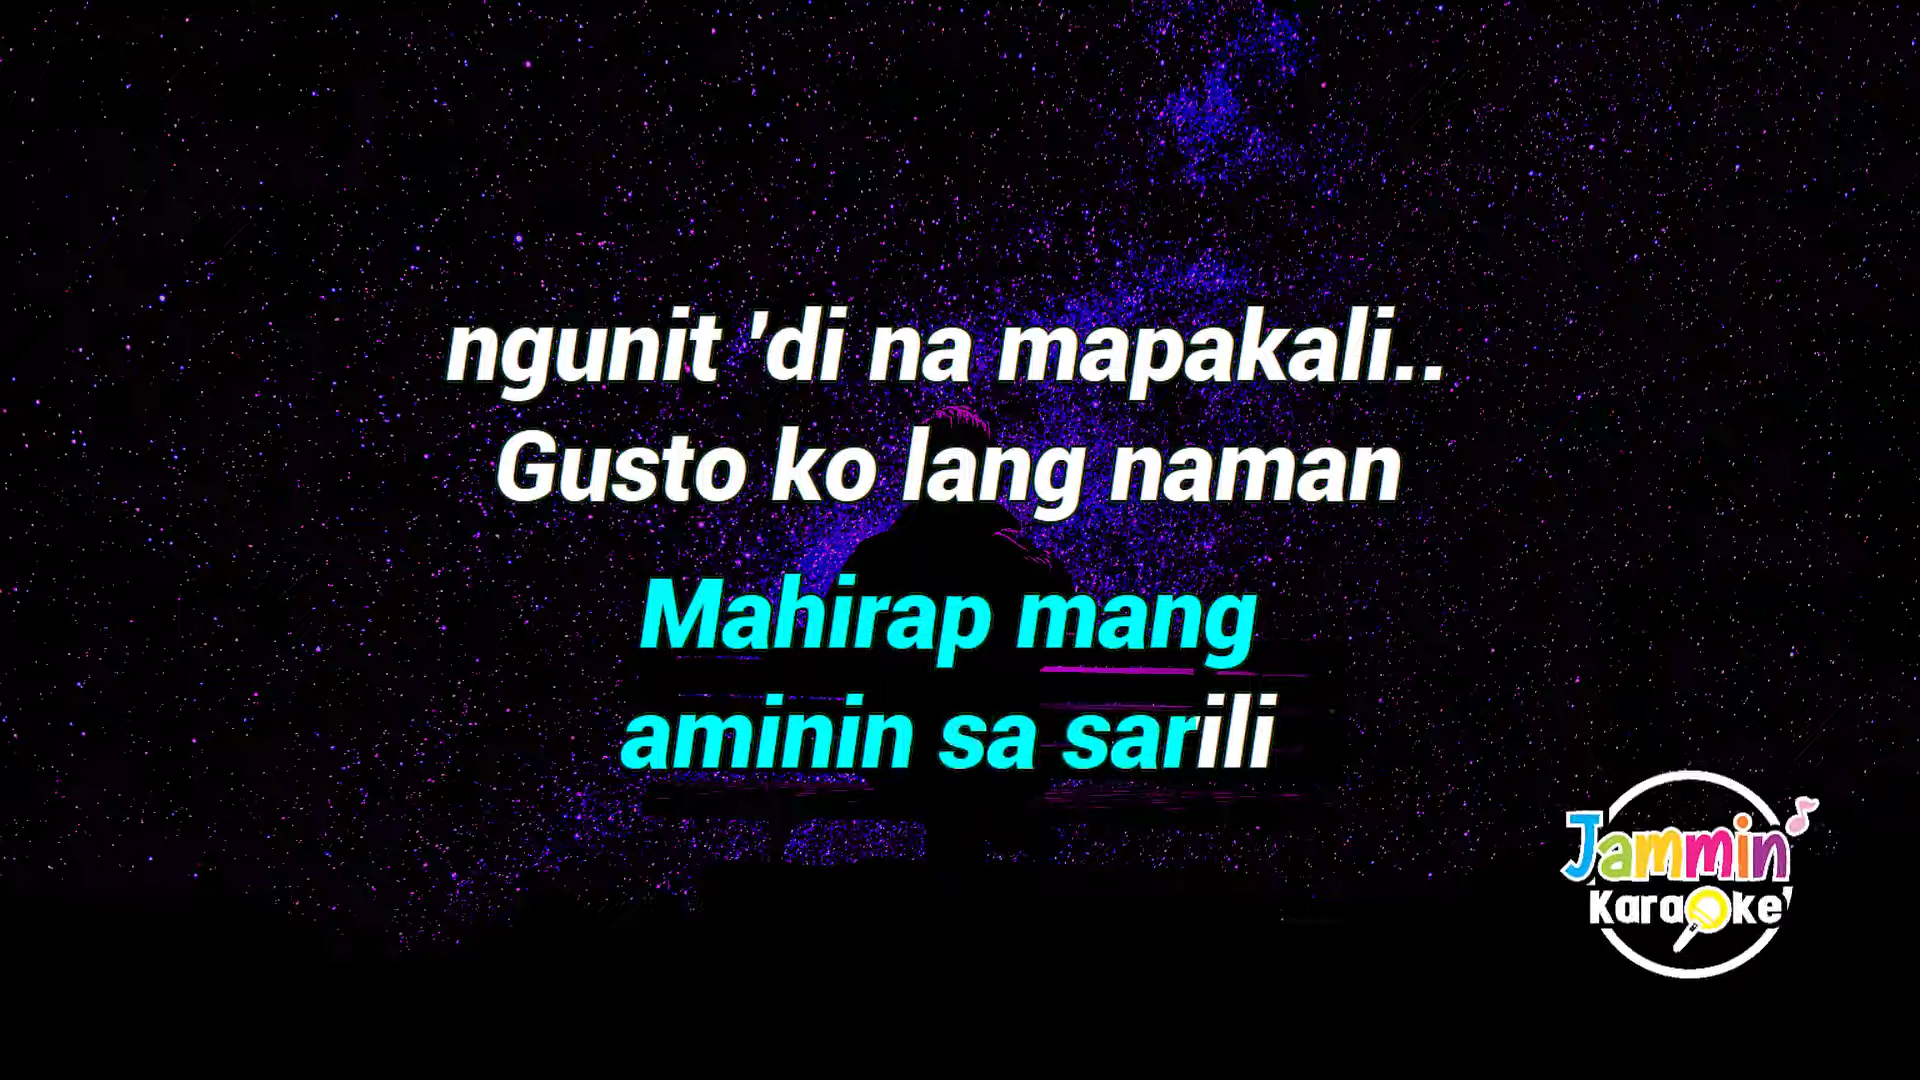 ngunit 'di na mapakali..
Gusto ko lang naman
Mahirap mang
aminin sa sarili
Jammin'
Karaoke